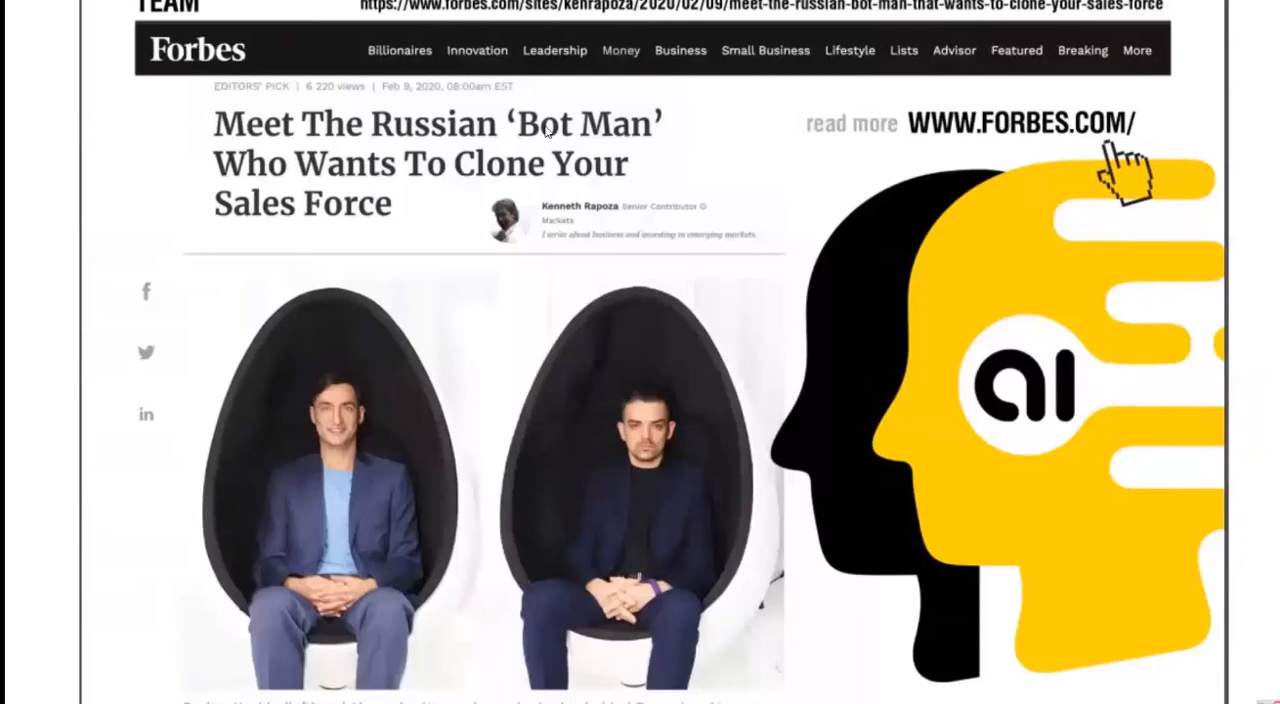 TEAM
https://www.forbes.com/sites/kenrapoza/2020/02/09/meet-the-russian-bot-man-that-wants-to-clone-your-sales-force
Forbes
Billionaires Innovation Leadership Money Business Small Business Lifestyle Lists Advisor Featured Breaking More
EDITORS' PICK | 6 220 views | Feb 9, 2020, 08:00am EST
Meet The Russian ‘Bot Man’
Who Wants To Clone Your
Sales Force
read more WWW.FORBES.COM/
Kenneth Rapoza Senior Contributor
Markets
I write about business and investing in emerging markets.
f
in
aI